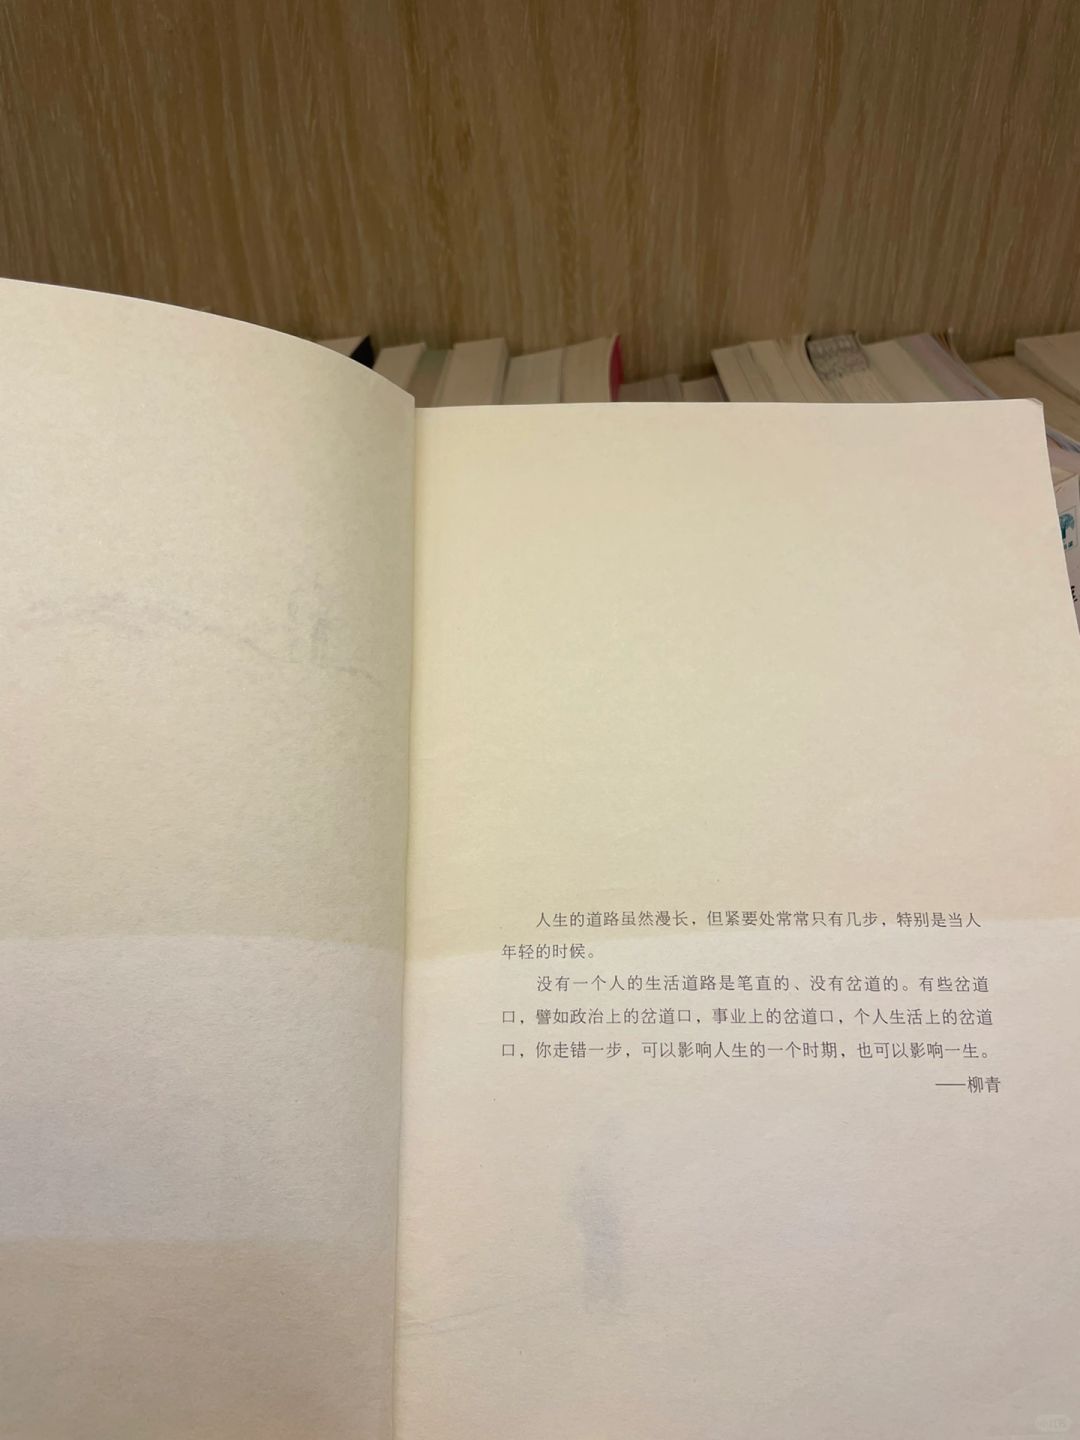 人生的道路虽然漫长，但紧要处常常只有几步，特别是当人
年轻的时候。
没有一个人的生活道路是笔直的、没有岔道的。有些岔道
口，譬如政治上的岔道口，事业上的岔道口，个人生活上的岔道
口，你走错一步，可以影响人生的一个时期，也可以影响一生。
——柳青